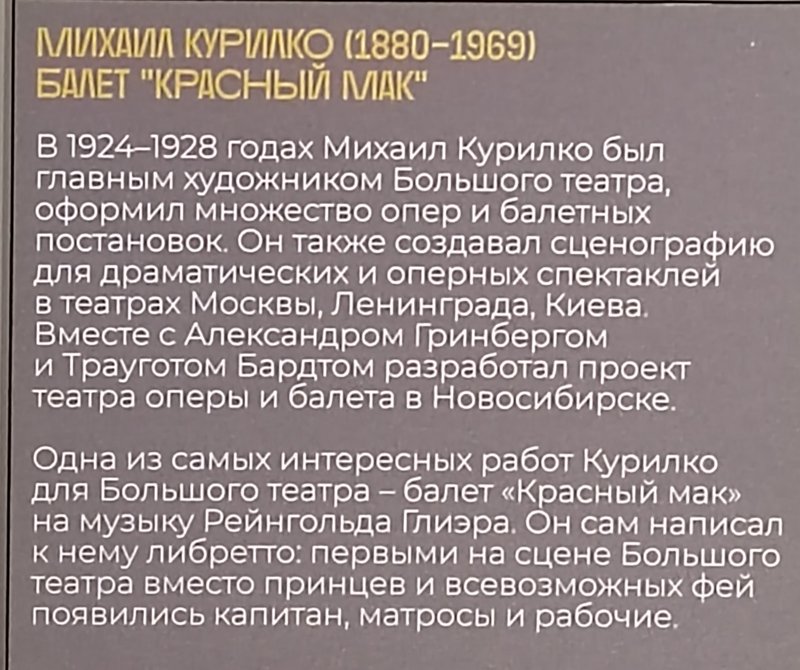 МИХАИЛ КУРИЛКО (1880–1969)
БАЛЕТ "КРАСНЫЙ МАК"
В 1924–1928 годах Михаил Курилко был
главным художником Большого театра,
оформил множество опер и балетных
постановок. Он также создавал сценографию
для драматических и оперных спектаклей
в театрах Москвы, Ленинграда, Киева.
Вместе с Александром Гринбергом
и Трауготом Бардтом разработал проект
театра оперы и балета в Новосибирске.
Одна из самых интересных работ Курилко
для Большого театра – балет «Красный мак»
на музыку Рейнгольда Глиэра. Он сам написал
к нему либретто: первыми на сцене Большого
театра вместо принцев и всевозможных фей
появились капитан, матросы и рабочие.